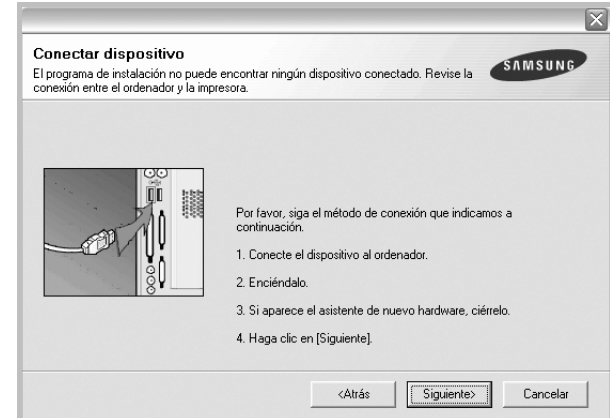 Conectar dispositivo
El programa de instalación no puede encontrar ningún dispositivo conectado. Revise la
conexión entre el ordenador y la impresora.
SAMSUNG
Por favor, siga el método de conexión que indicamos a
continuación.
1. Conecte el dispositivo al ordenador.
2. Enciéndalo.
3. Si aparece el asistente de nuevo hardware, ciérrelo.
4. Haga clic en [Siguiente].
<Atrás
Siguiente>
Cancelar